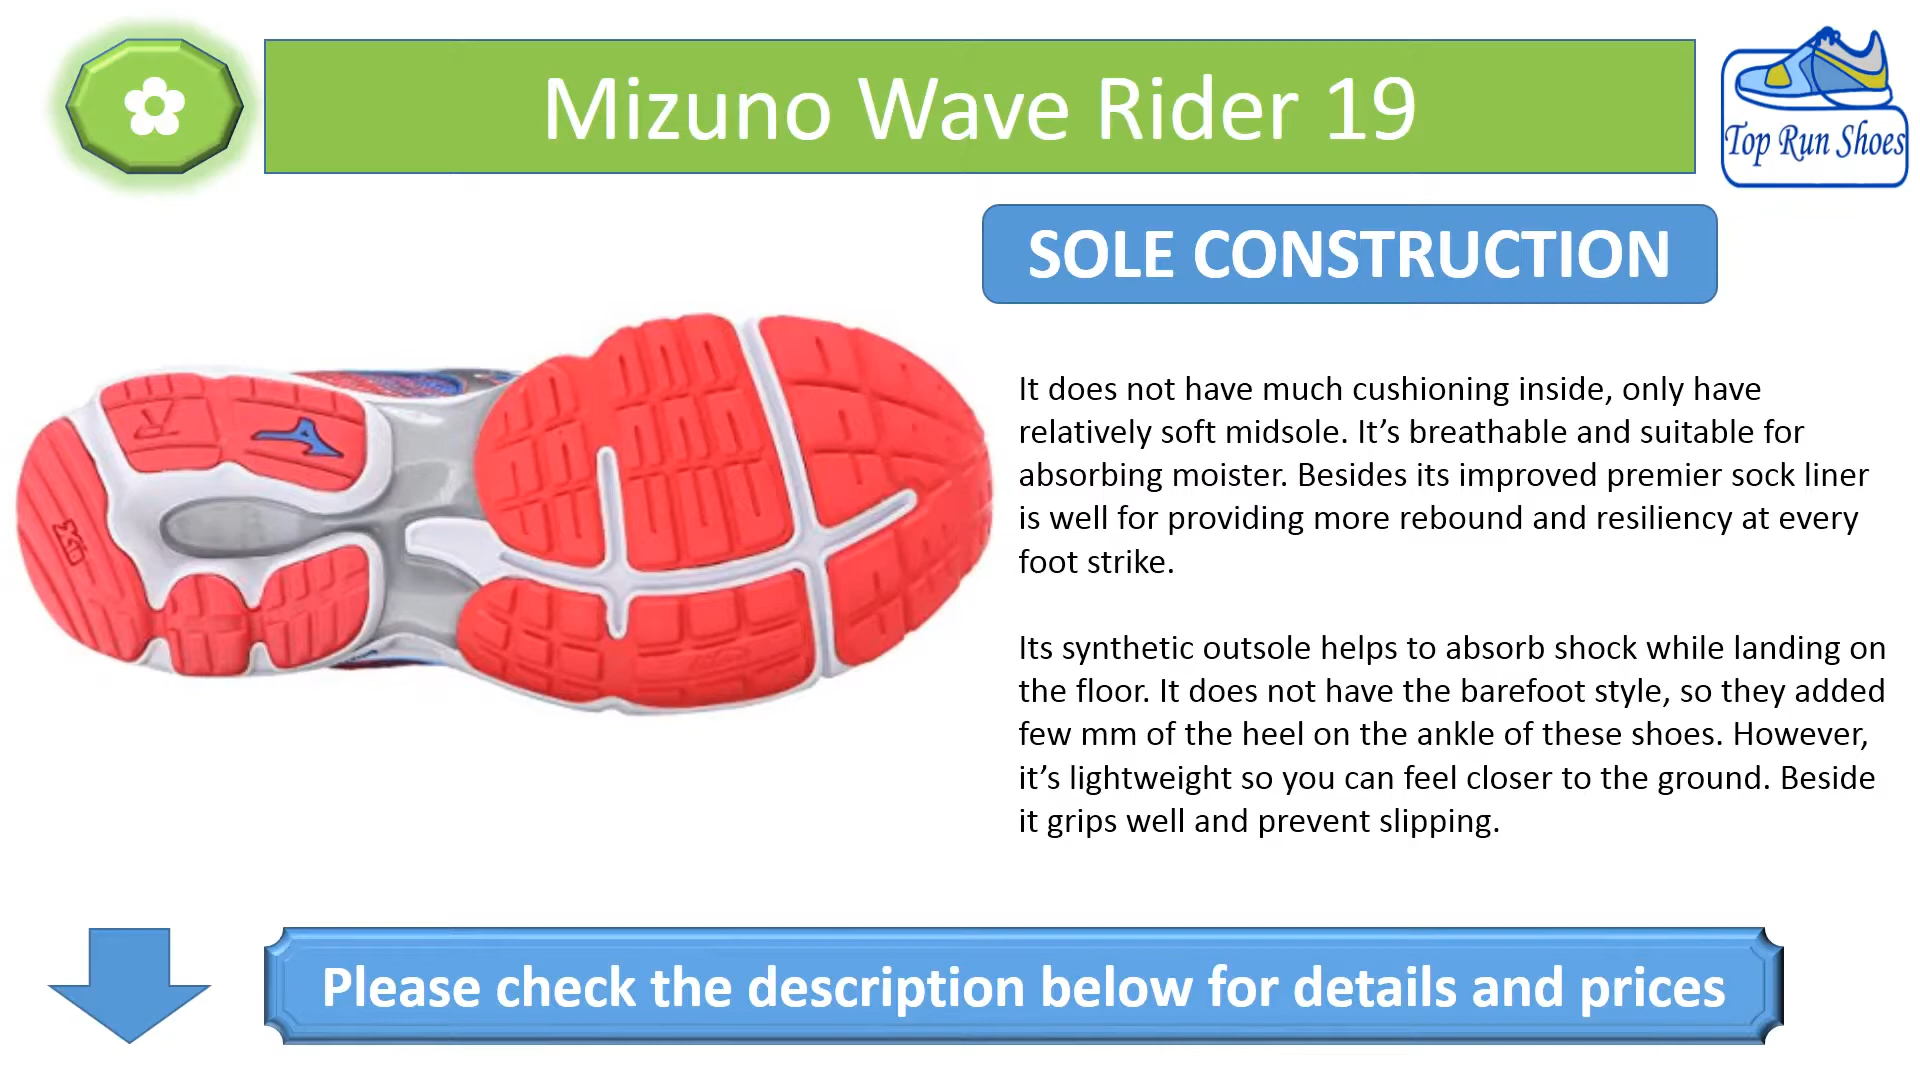 Mizuno Wave Rider 19
Top Run Shoes
SOLE CONSTRUCTION
It does not have much cushioning inside, only have
relatively soft midsole. It’s breathable and suitable for
absorbing moister. Besides its improved premier sock liner
is well for providing more rebound and resiliency at every
foot strike.
Its synthetic outsole helps to absorb shock while landing on
the floor. It does not have the barefoot style, so they added
few mm of the heel on the ankle of these shoes. However,
it’s lightweight so you can feel closer to the ground. Beside
it grips well and prevent slipping.
X10
Please check the description below for details and prices